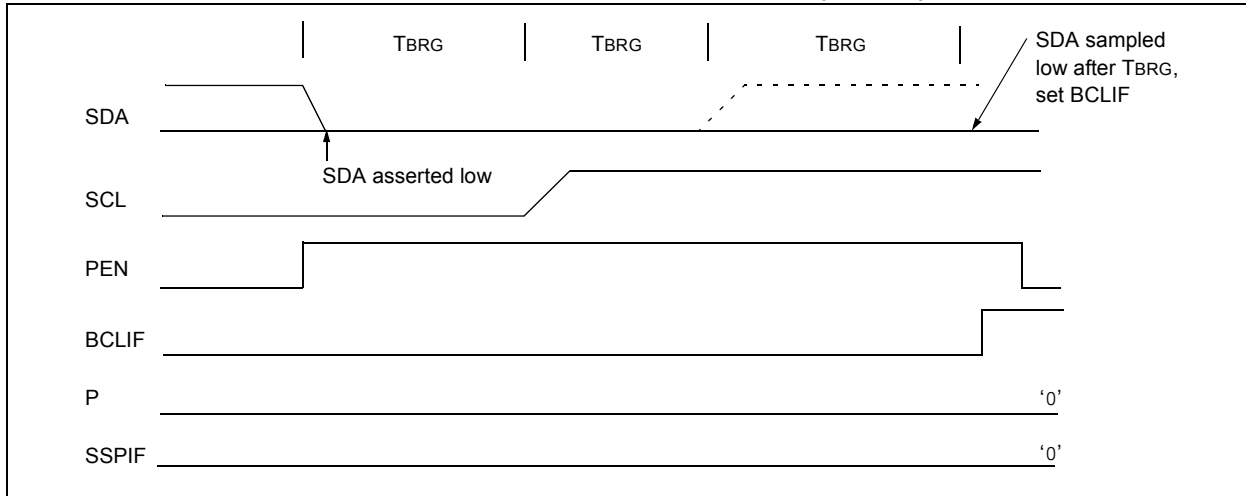 TBRG TBRG TBRG
SDA sampled
low after TBRG,
set BCLIF
SDA
SDA asserted low
SCL
PEN
BCLIF
P ‘0’
SSPIF ‘0’